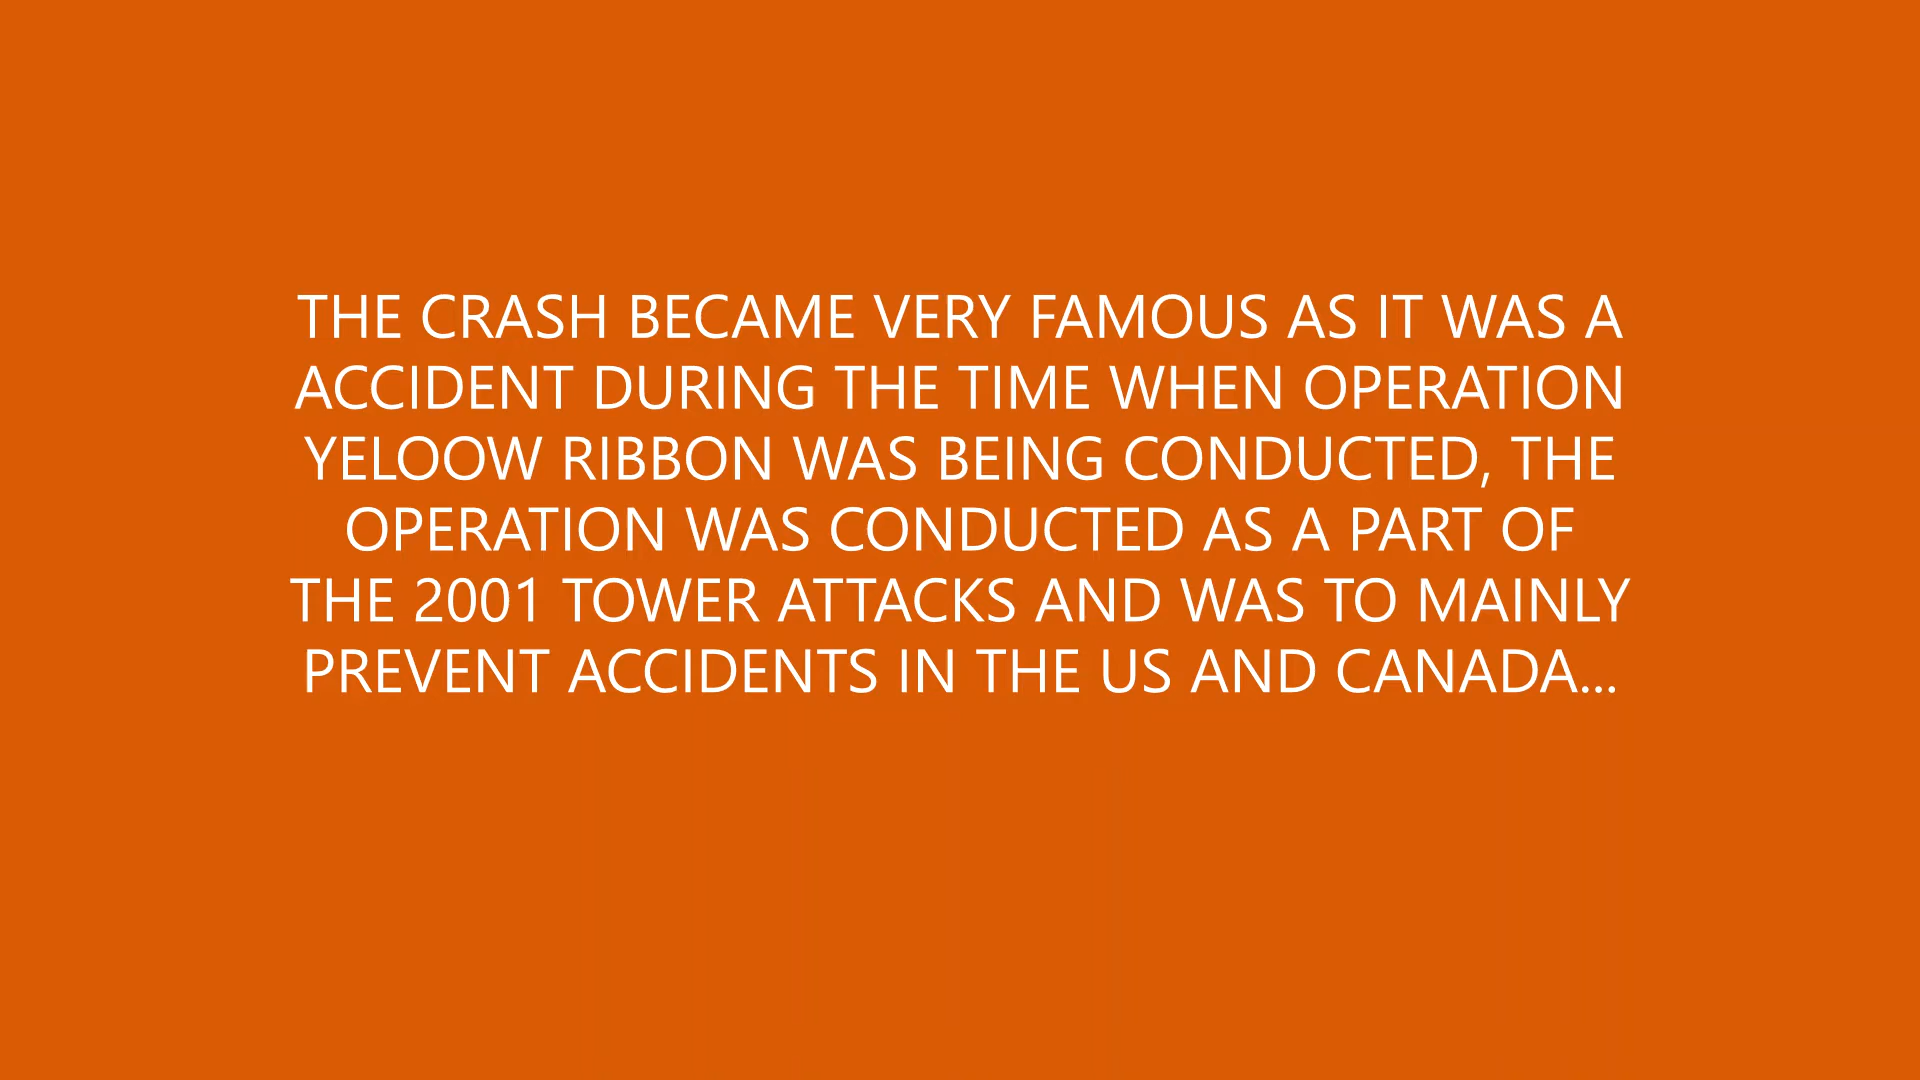 THE CRASH BECAME VERY FAMOUS AS IT WAS A
ACCIDENT DURING THE TIME WHEN OPERATION
YELOOW RIBBON WAS BEING CONDUCTED, THE
OPERATION WAS CONDUCTED AS A PART OF
THE 2001 TOWER ATTACKS AND WAS TO MAINLY
PREVENT ACCIDENTS IN THE US AND CANADA...